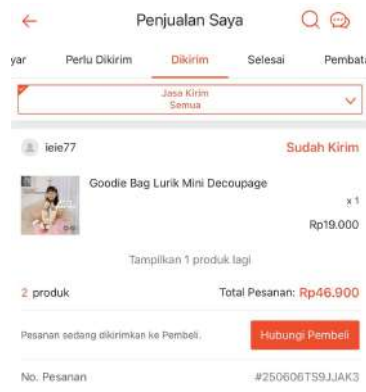 Penjualan Saya
yar Perlu Dikirim Dikirim Selesai Pembata
Jasa Kirim
Semua
ieie77 Sudah Kirim
Goodie Bag Lurik Mini Decoupage
x 1
Rp19.000
Tampilkan 1 produk lagi
2 produk Total Pesanan: Rp46.900
Pesanan sedang dikirimkan ke Pembeli. Hubungi Pembeli
No. Pesanan #250606TS9JJAK3